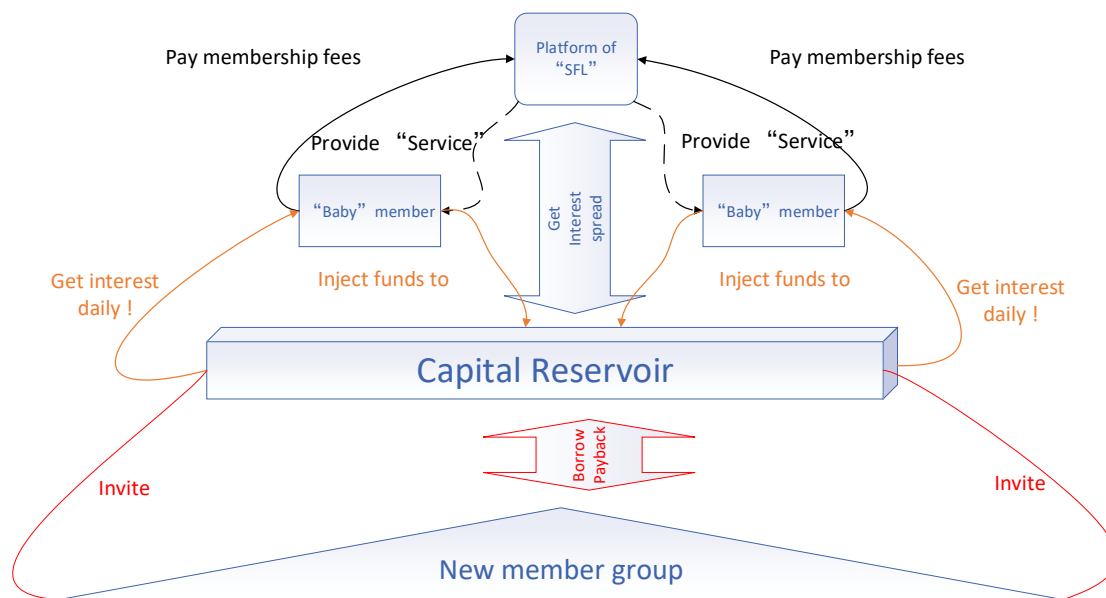 Platform of
“SFL”
Pay membership fees
Pay membership fees
Provide “Service”
Provide “Service”
“Baby” member
“Baby” member
Get
Interest
spread
Inject funds to
Inject funds to
Get interest
daily !
Get interest
daily !
Capital Reservoir
Borrow
Payback
Invite
Invite
New member group